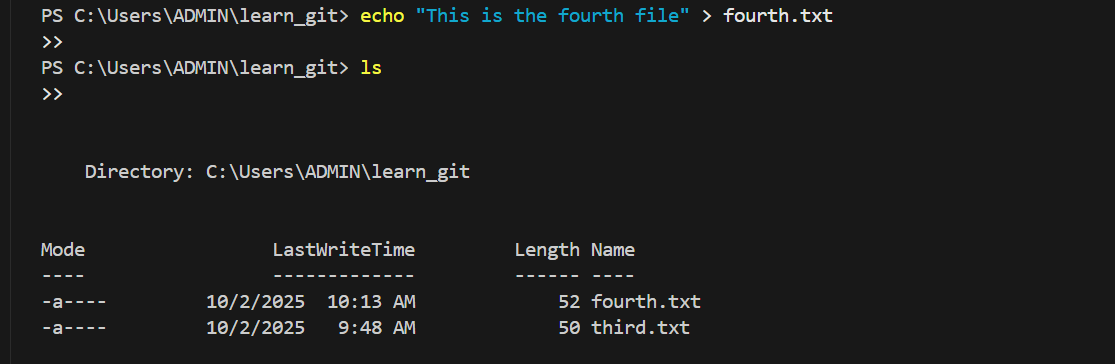 PS C:\Users\ADMIN\learn_git> echo "This is the fourth file" > fourth.txt
>>
PS C:\Users\ADMIN\learn_git> ls
>>
Directory: C:\Users\ADMIN\learn_git
Mode                 LastWriteTime         Length Name
----                 -------------         ------ ----
-a----         10/2/2025  10:13 AM             52 fourth.txt
-a----         10/2/2025   9:48 AM             50 third.txt